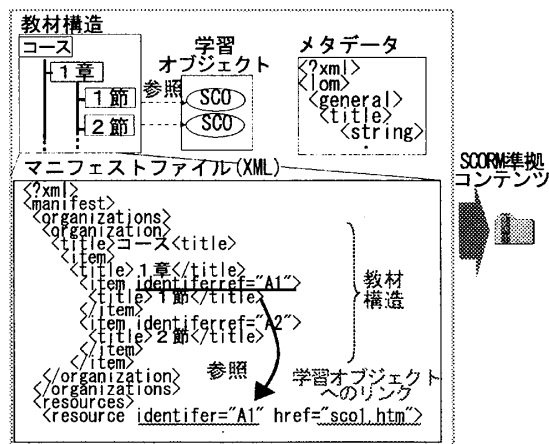 教材構造
コース
1章
1節
2節
参照
学習
オブジェクト
SCO
SCO
メタデータ
<?xml>
<lom>
<general>
<title>
<string>
SCORM準拠
コンテンツ
マニフェストファイル(XML)
<?xml>
<manifest>
<organizations>
<organization>
<title>コース<title>
<item>
<title>1章</title>
<item identiferref="A1">
<title>1節</title>
</item>
<item identiferref="A2">
<title>2節</title>
</item>
</item>
</organization>
</organizations>
<resources>
<resource identifer="A1" href="sco1.htm">
教材
構造
参照
学習オブジェクト
へのリンク